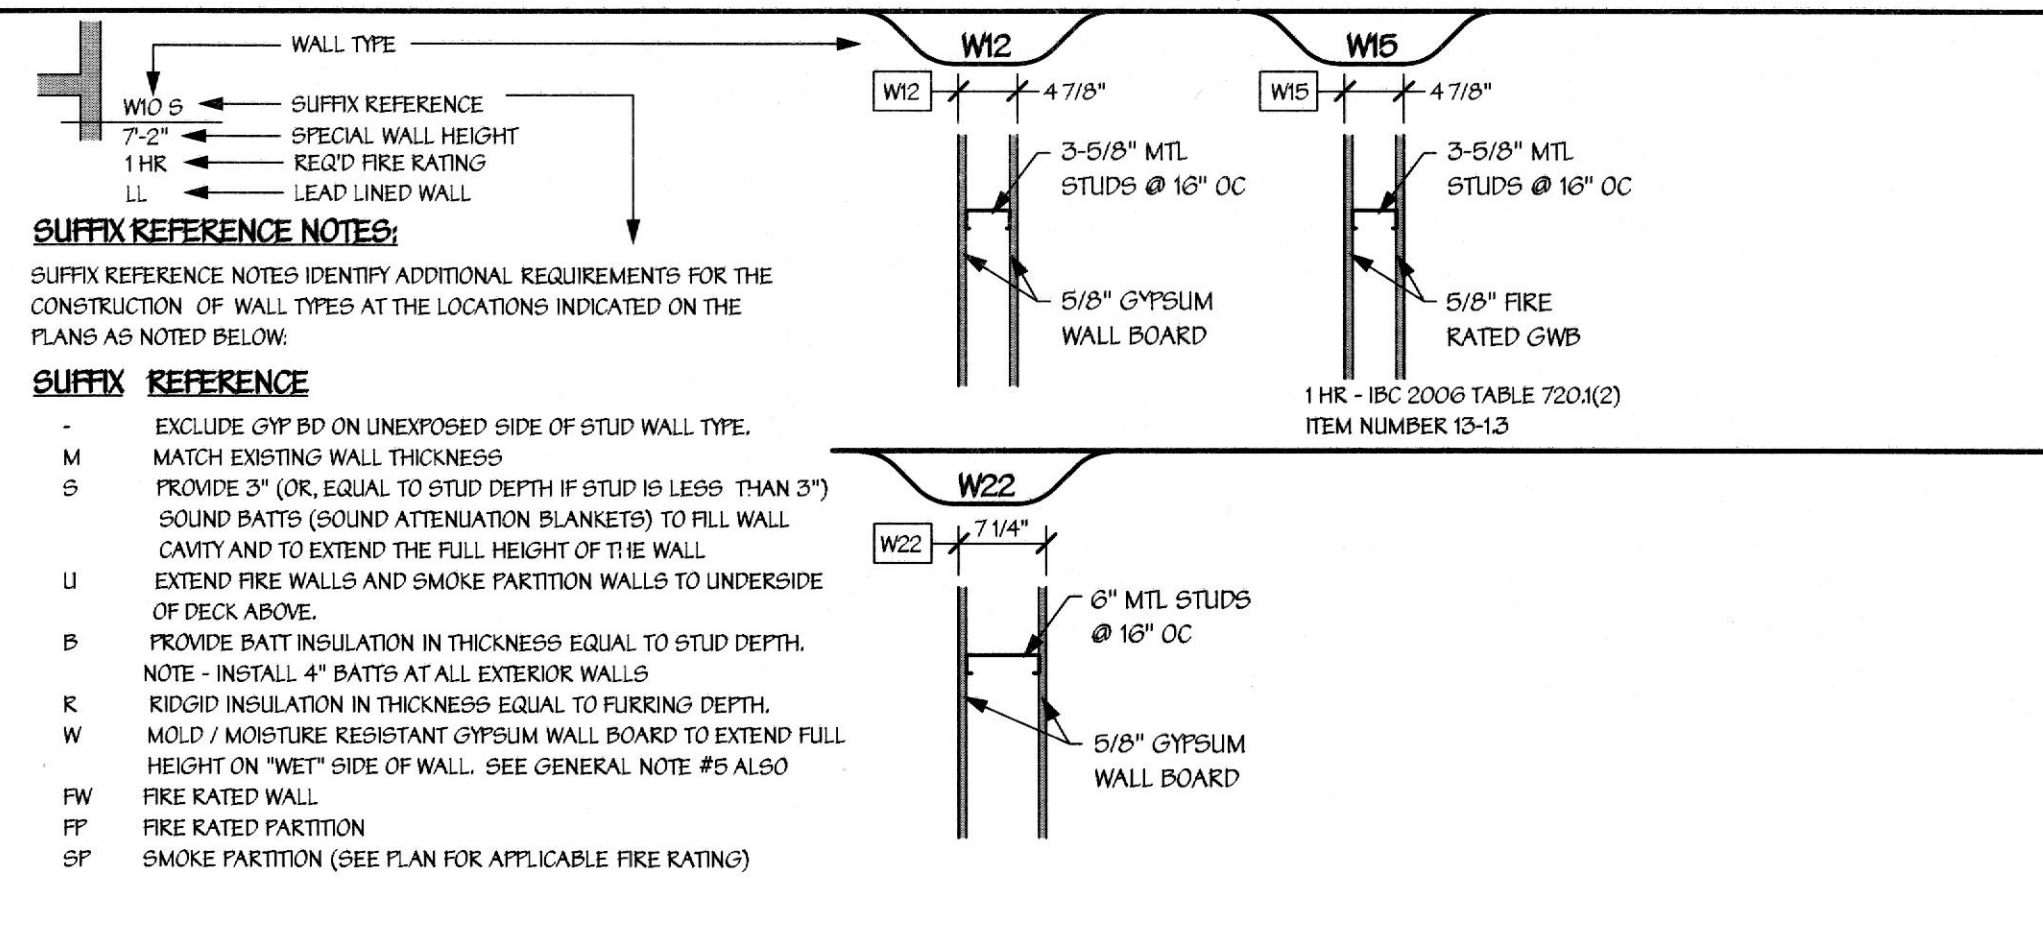 WALL TYPE
W10 S
SUFFIX REFERENCE
7'-2"
SPECIAL WALL HEIGHT
1 HR
REQ'D FIRE RATING
LL
LEAD LINED WALL
SUFFIX REFERENCE NOTES:
SUFFIX REFERENCE NOTES IDENTIFY ADDITIONAL REQUIREMENTS FOR THE
CONSTRUCTION OF WALL TYPES AT THE LOCATIONS INDICATED ON THE
PLANS AS NOTED BELOW:
SUFFIX REFERENCE
- EXCLUDE GYP BD ON UNEXPOSED SIDE OF STUD WALL TYPE.
M MATCH EXISTING WALL THICKNESS
S PROVIDE 3" (OR, EQUAL TO STUD DEPTH IF STUD IS LESS THAN 3")
SOUND BATTS (SOUND ATTENUATION BLANKETS) TO FILL WALL
CAVITY AND TO EXTEND THE FULL HEIGHT OF THE WALL
U EXTEND FIRE WALLS AND SMOKE PARTITION WALLS TO UNDERSIDE
OF DECK ABOVE.
B PROVIDE BATT INSULATION IN THICKNESS EQUAL TO STUD DEPTH.
NOTE - INSTALL 4" BATTS AT ALL EXTERIOR WALLS
R RIDGID INSULATION IN THICKNESS EQUAL TO FURRING DEPTH.
W MOLD / MOISTURE RESISTANT GYPSUM WALL BOARD TO EXTEND FULL
HEIGHT ON "WET" SIDE OF WALL. SEE GENERAL NOTE #5 ALSO
FW FIRE RATED WALL
FP FIRE RATED PARTITION
SP SMOKE PARTITION (SEE PLAN FOR APPLICABLE FIRE RATING)
W12
W12
4 7/8"
3-5/8" MTL
STUDS @ 16" OC
5/8" GYPSUM
WALL BOARD
W15
W15
4 7/8"
3-5/8" MTL
STUDS @ 16" OC
5/8" FIRE
RATED GWB
1 HR - IBC 2006 TABLE 720.1(2)
ITEM NUMBER 13-1.3
W22
W22
7 1/4"
6" MTL STUDS
@ 16" OC
5/8" GYPSUM
WALL BOARD